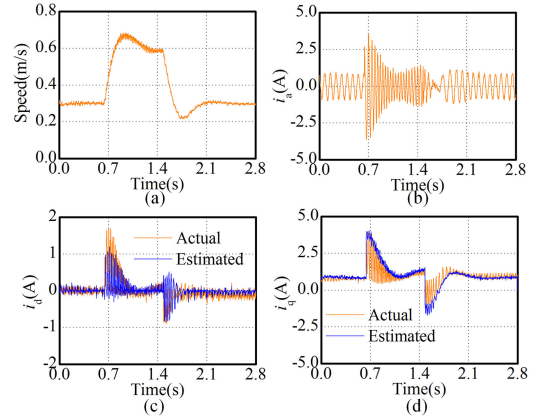 0.8
0.6
0.4
0.2
0.0
Speed(m/s)
0.0 0.7 1.4 2.1 2.8
Time(s)
(a)
5.0
2.5
0.0
-2.5
-5.0
ia(A)
0.0 0.7 1.4 2.1 2.8
Time(s)
(b)
2
1
0
-1
-2
id(A)
Actual
Estimated
0.0 0.7 1.4 2.1 2.8
Time(s)
(c)
5.0
2.5
0.0
-2.5
-5.0
iq(A)
Actual
Estimated
0.0 0.7 1.4 2.1 2.8
Time(s)
(d)